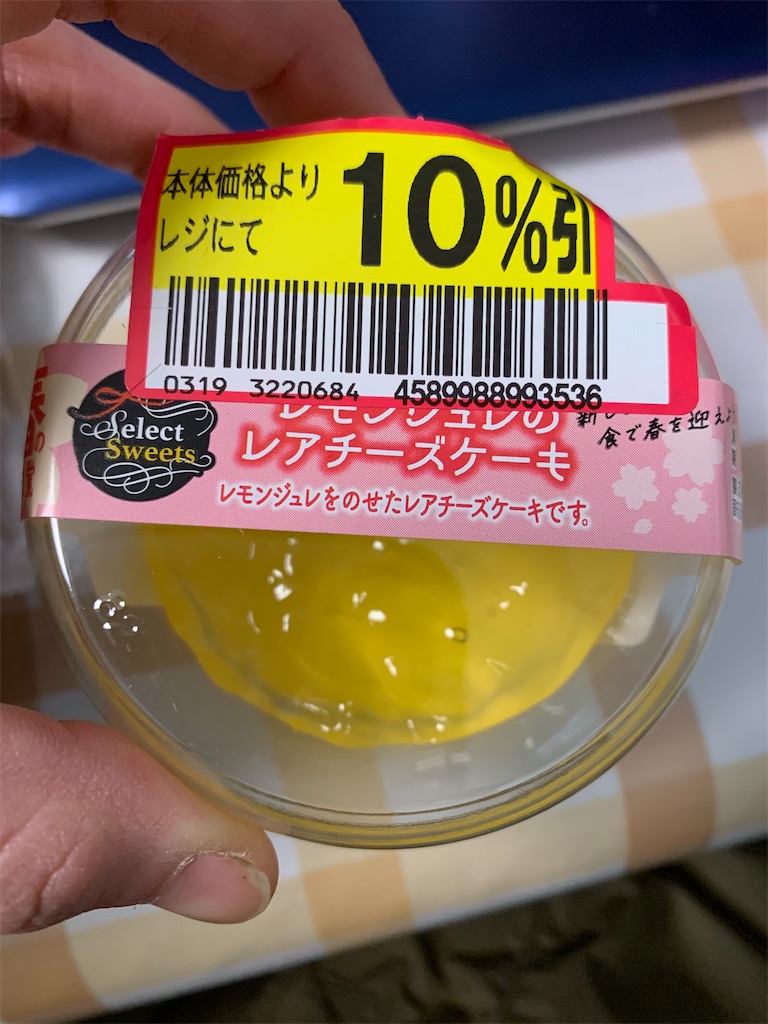 本体価格より
レジにて
10%引
0319 3220684 4589988993536
Select
Sweets
レモンジュレの
レアチーズケーキ
レモンジュレをのせたレアチーズケーキです。
食で春を迎えよ